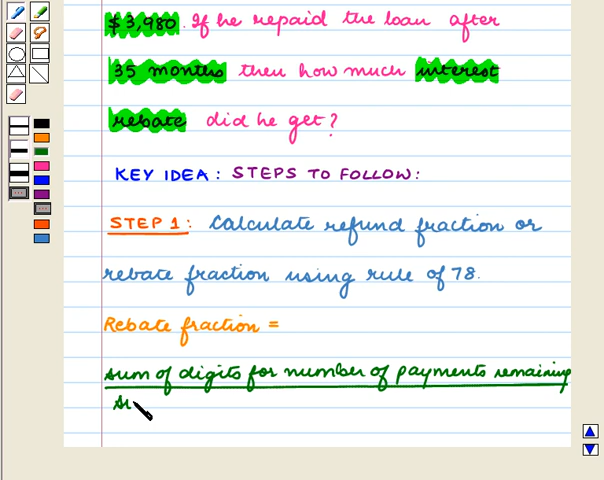 $3,980. If he repaid the loan after
35 months then how much interest
rebate did he get?
KEY IDEA: STEPS TO FOLLOW:
STEP 1: Calculate refund fraction or
rebate fraction using rule of 78.
Rebate fraction =
sum of digits for number of payments remaining
su